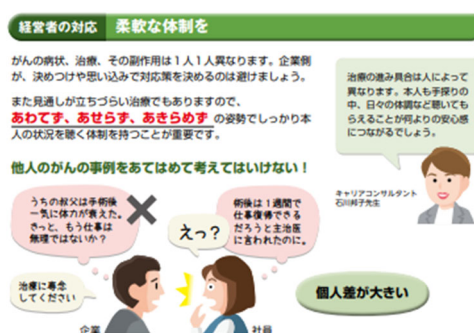 経営者の対応 柔軟な体制を
がんの病状、治療、その副作用は1人1人異なります。企業側
が、決めつけや思い込みで対応策を決めるのは避けましょう。
また見通しが立ちづらい治療でもありますので、
あわてず、あせらず、あきらめず の姿勢でしっかり本
人の状況を聴く体制を持つことが重要です。
治療の進み具合は人によって
異なります。本人も手探りの
中、日々の体調など聴いても
らえることが何よりの安心感
につながるでしょう。
キャリアコンサルタント
石川邦子先生
他人のがんの事例をあてはめて考えてはいけない！
うちの叔父は手術後
一気に体力が衰えた。
きっと、もう仕事は
無理ではないか？
えっ？
術後は1週間で
仕事復帰できる
だろうと主治医
に言われたのに。
治療に専念
してください
個人差が大きい
企業
社員